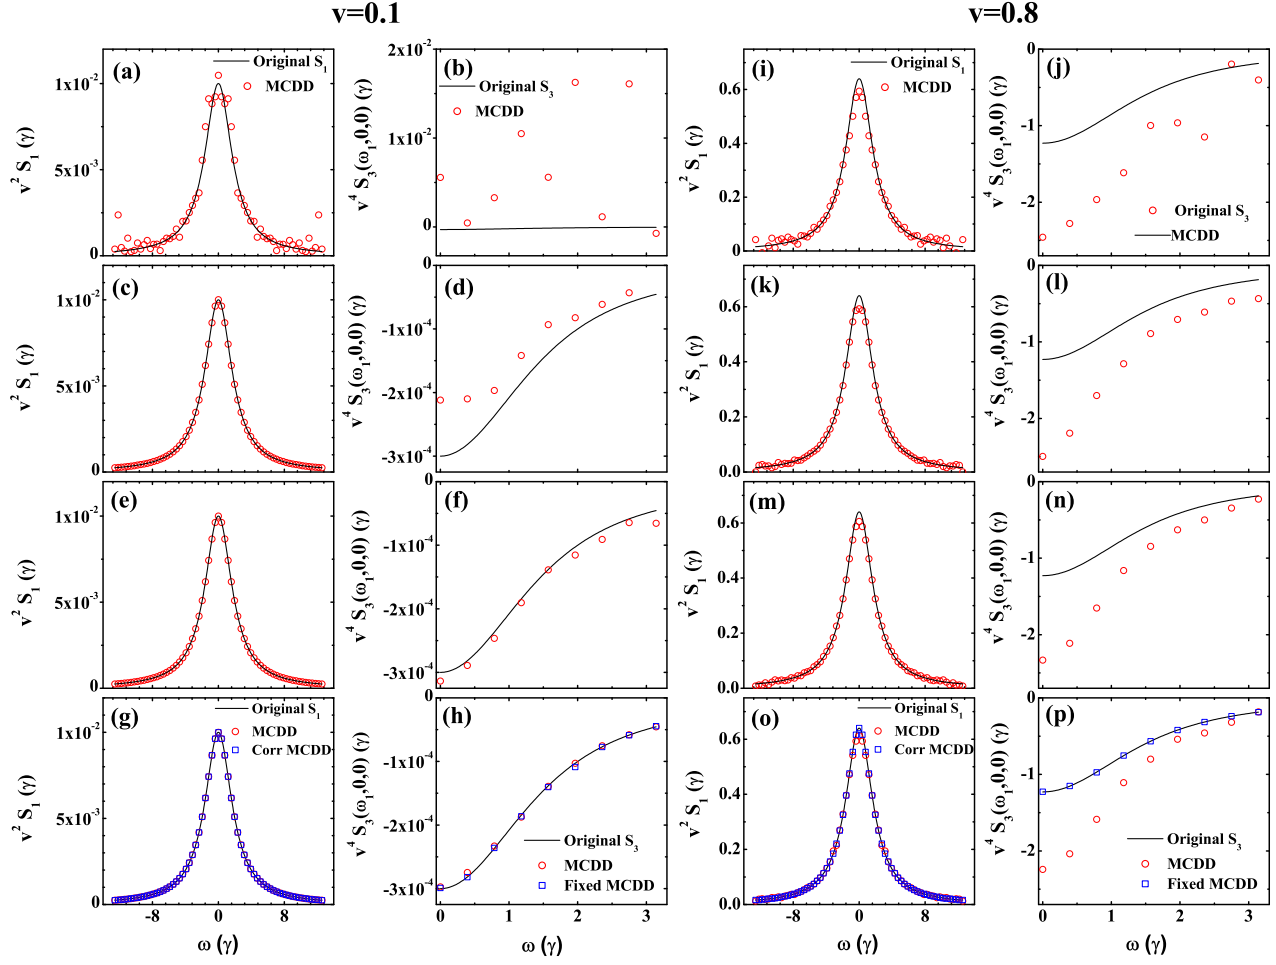 v=0.1
v=0.8
(a)
Original S1
MCDD
1x10-2
5x10-3
0
v2 S1 (γ)
(b)
Original S3
MCDD
2x10-2
1x10-2
0
v4 S3(ω1,0,0) (γ)
(i)
Original S1
MCDD
0.6
0.4
0.2
0.0
v2 S1 (γ)
(j)
Original S3
MCDD
0
-1
-2
v4 S3(ω1,0,0) (γ)
(c)
1x10-2
5x10-3
0
v2 S1 (γ)
(d)
0
-1x10-4
-2x10-4
-3x10-4
v4 S3(ω1,0,0) (γ)
(k)
0.6
0.4
0.2
0.0
v2 S1 (γ)
(l)
0
-1
-2
v4 S3(ω1,0,0) (γ)
(e)
1x10-2
5x10-3
0
v2 S1 (γ)
(f)
0
-1x10-4
-2x10-4
-3x10-4
v4 S3(ω1,0,0) (γ)
(m)
0.6
0.4
0.2
0.0
v2 S1 (γ)
(n)
0
-1
-2
v4 S3(ω1,0,0) (γ)
(g)
Original S1
MCDD
Corr MCDD
1x10-2
5x10-3
0
v2 S1 (γ)
-8 0 8
ω (γ)
(h)
Original S3
MCDD
Fixed MCDD
0
-1x10-4
-2x10-4
-3x10-4
v4 S3(ω1,0,0) (γ)
0 1 2 3
ω (γ)
(o)
Original S1
MCDD
Corr MCDD
0.6
0.4
0.2
0.0
v2 S1 (γ)
-8 0 8
ω (γ)
(p)
Original S3
MCDD
Fixed MCDD
0
-1
-2
v4 S3(ω1,0,0) (γ)
0 1 2 3
ω (γ)